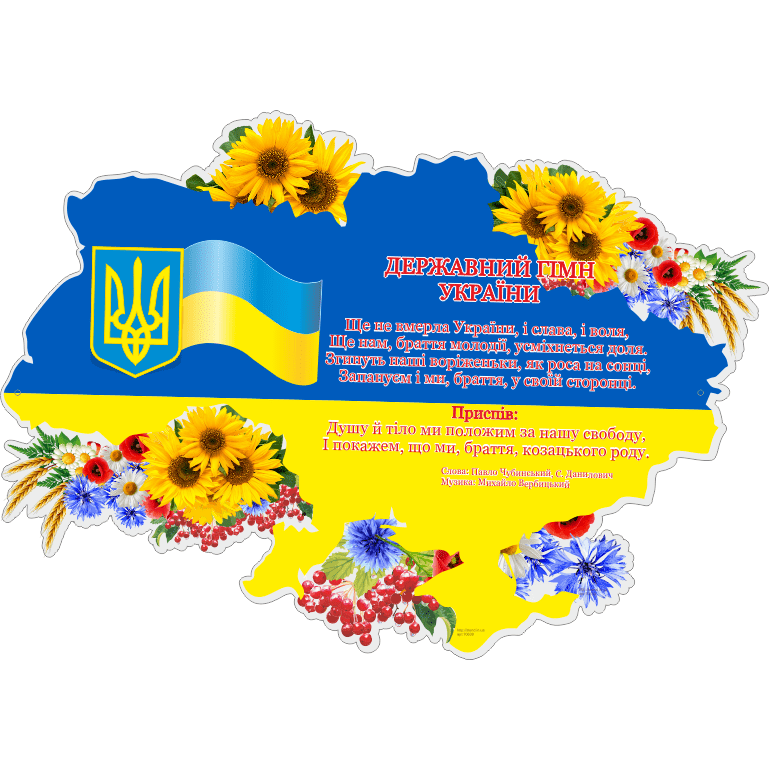 ДЕРЖАВНИЙ ГІМН
УКРАЇНИ
Ще не вмерла України, і слава, і воля,
Ще нам, браття молодії, усміхнеться доля.
Згинуть наші воріженьки, як роса на сонці,
Запануєм і ми, браття, у своїй сторонці.
Приспів:
Душу й тіло ми положим за нашу свободу,
І покажем, що ми, браття, козацького роду.
Слова: Павло Чубинський, Є. Данилович
Музика: Михайло Вербицький